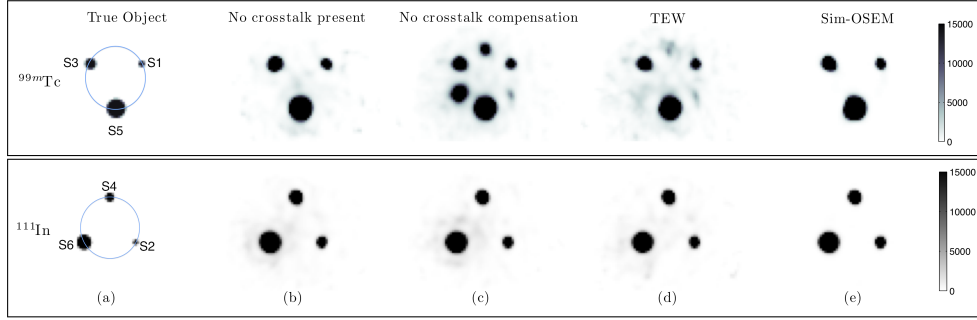 True Object No crosstalk present No crosstalk compensation TEW Sim-OSEM
15000
S3 S1
99mTc
10000
5000
S5
0
S4
15000
111In
10000
S6 S2
5000
0
(a) (b) (c) (d) (e)